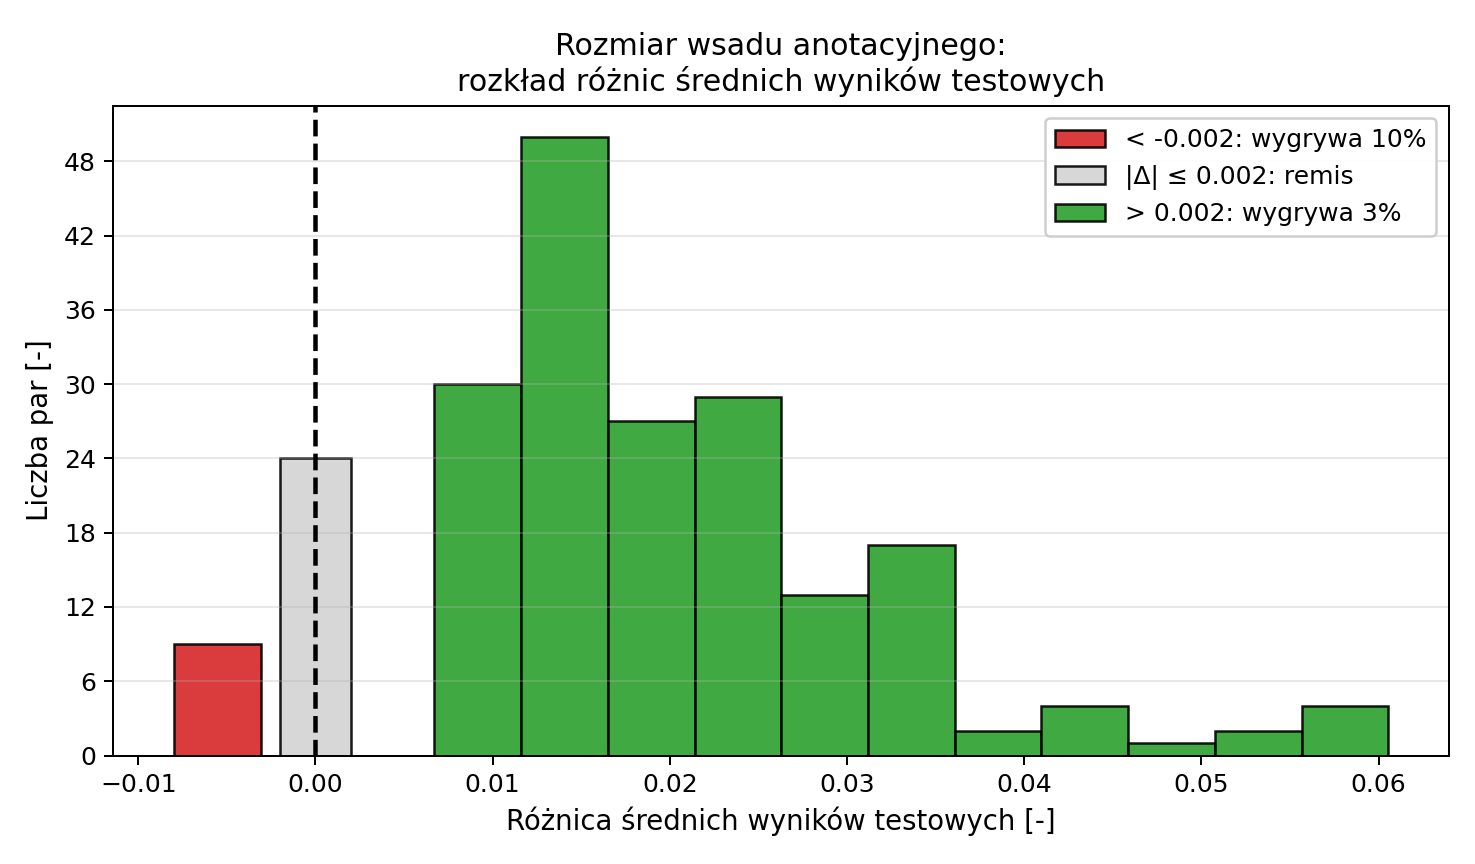 Rozmiar wsadu anotacyjnego:
rozkład różnic średnich wyników testowych
< -0.002: wygrywa 10%
|Δ| ≤ 0.002: remis
> 0.002: wygrywa 3%
Liczba par [-]
48
42
36
30
24
18
12
6
0
−0.01
0.00
0.01
0.02
0.03
0.04
0.05
0.06
Różnica średnich wyników testowych [-]